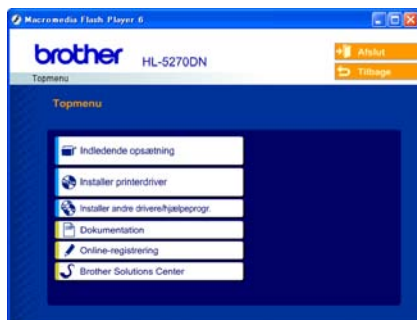 Macromedia Flash Player 6
brother
HL-5270DN
Afslut
Tilbage
Topmenu
Topmenu
Indledende opsætning
Installer printerdriver
Installer andre drivere/hjælpeprogr.
Dokumentation
Online-registrering
Brother Solutions Center